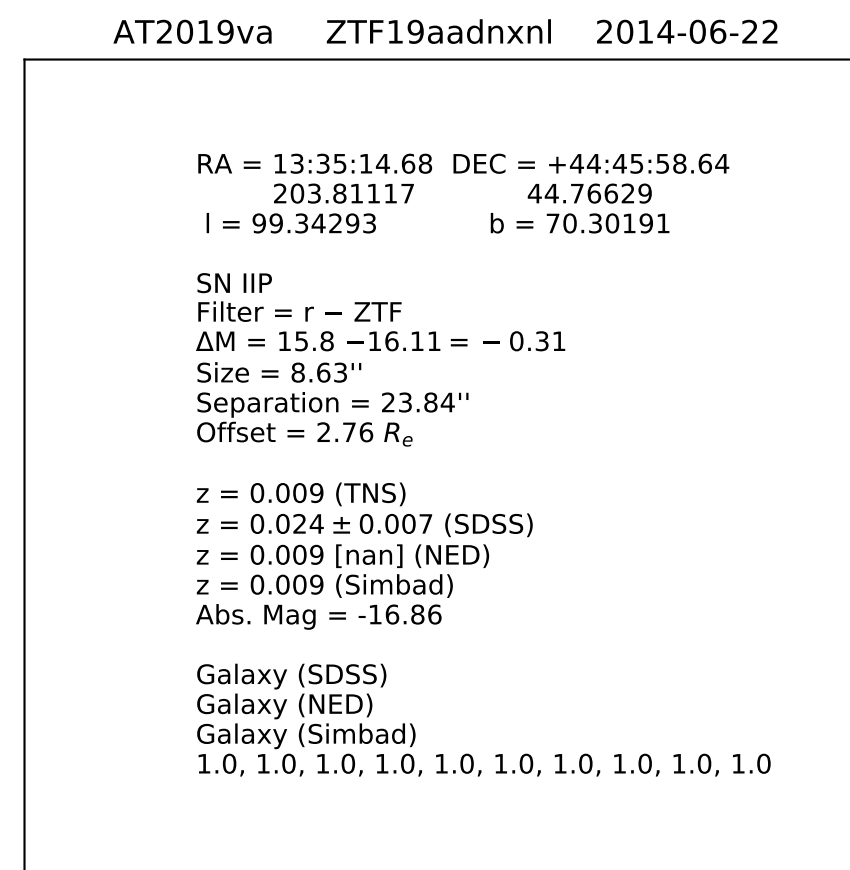 AT2019va ZTF19aadnxnl 2014-06-22
RA = 13:35:14.68 DEC = +44:45:58.64
203.81117 44.76629
l = 99.34293 b = 70.30191
SN IIP
Filter = r − ZTF
ΔM = 15.8 −16.11 = − 0.31
Size = 8.63''
Separation = 23.84''
Offset = 2.76 Rₑ
z = 0.009 (TNS)
z = 0.024 ± 0.007 (SDSS)
z = 0.009 [nan] (NED)
z = 0.009 (Simbad)
Abs. Mag = -16.86
Galaxy (SDSS)
Galaxy (NED)
Galaxy (Simbad)
1.0, 1.0, 1.0, 1.0, 1.0, 1.0, 1.0, 1.0, 1.0, 1.0